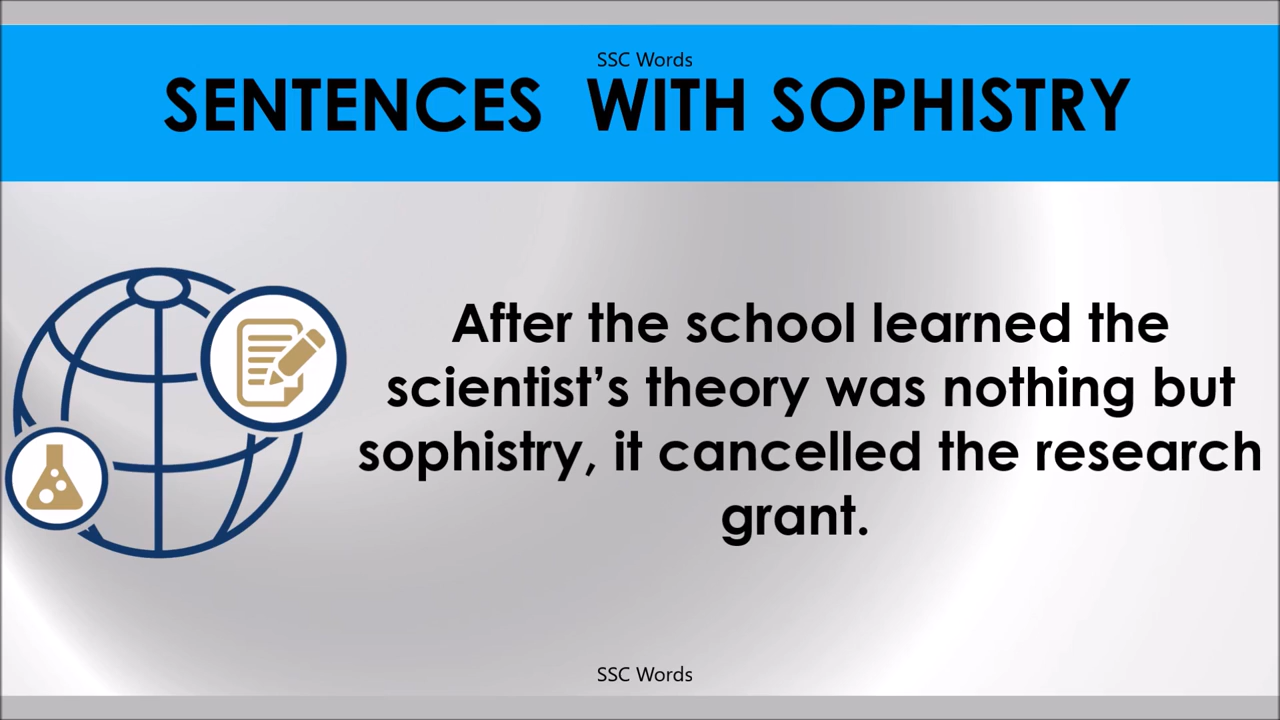 SSC Words
SENTENCES WITH SOPHISTRY
After the school learned the
scientist’s theory was nothing but
sophistry, it cancelled the research
grant.
SSC Words